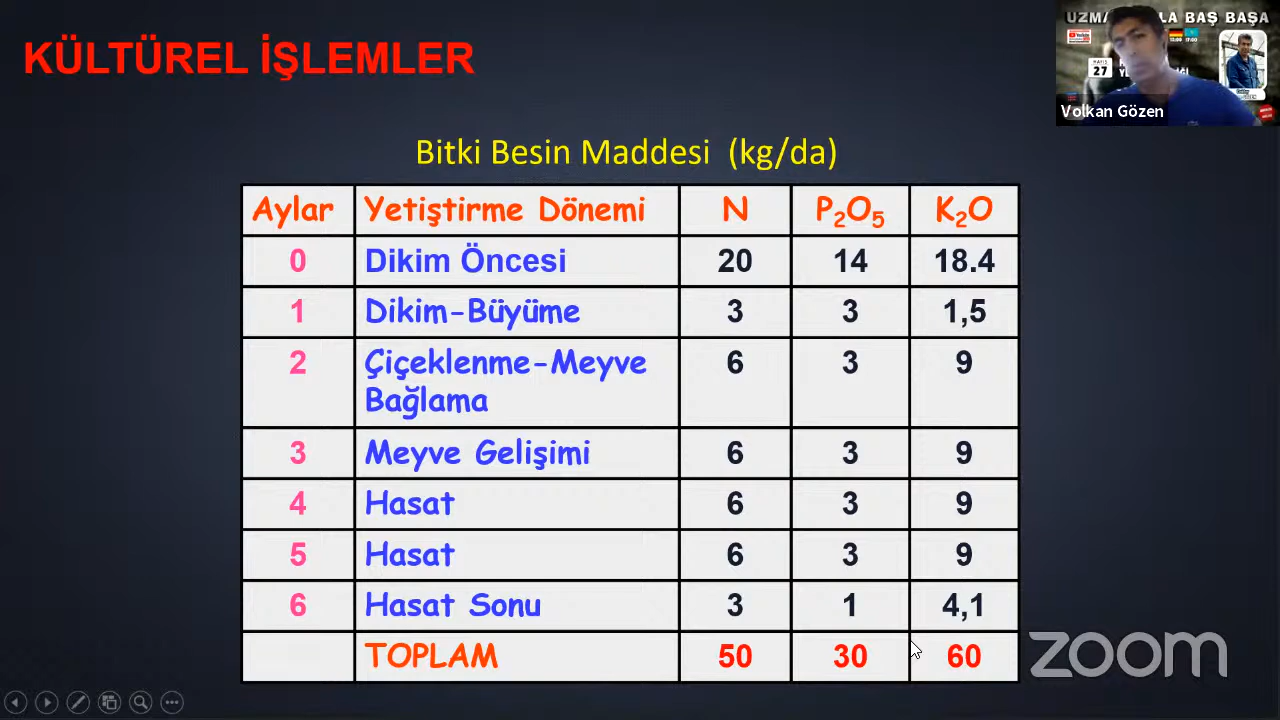 KÜLTÜREL İŞLEMLER
UZMA LA BAŞ BAŞA
MAYIS
27
Volkan Gözen
Bitki Besin Maddesi (kg/da)
Aylar Yetiştirme Dönemi N P₂O₅ K₂O
0 Dikim Öncesi 20 14 18.4
1 Dikim-Büyüme 3 3 1,5
2 Çiçeklenme-Meyve 6 3 9
Bağlama
3 Meyve Gelişimi 6 3 9
4 Hasat 6 3 9
5 Hasat 6 3 9
6 Hasat Sonu 3 1 4,1
TOPLAM 50 30 60
zoom